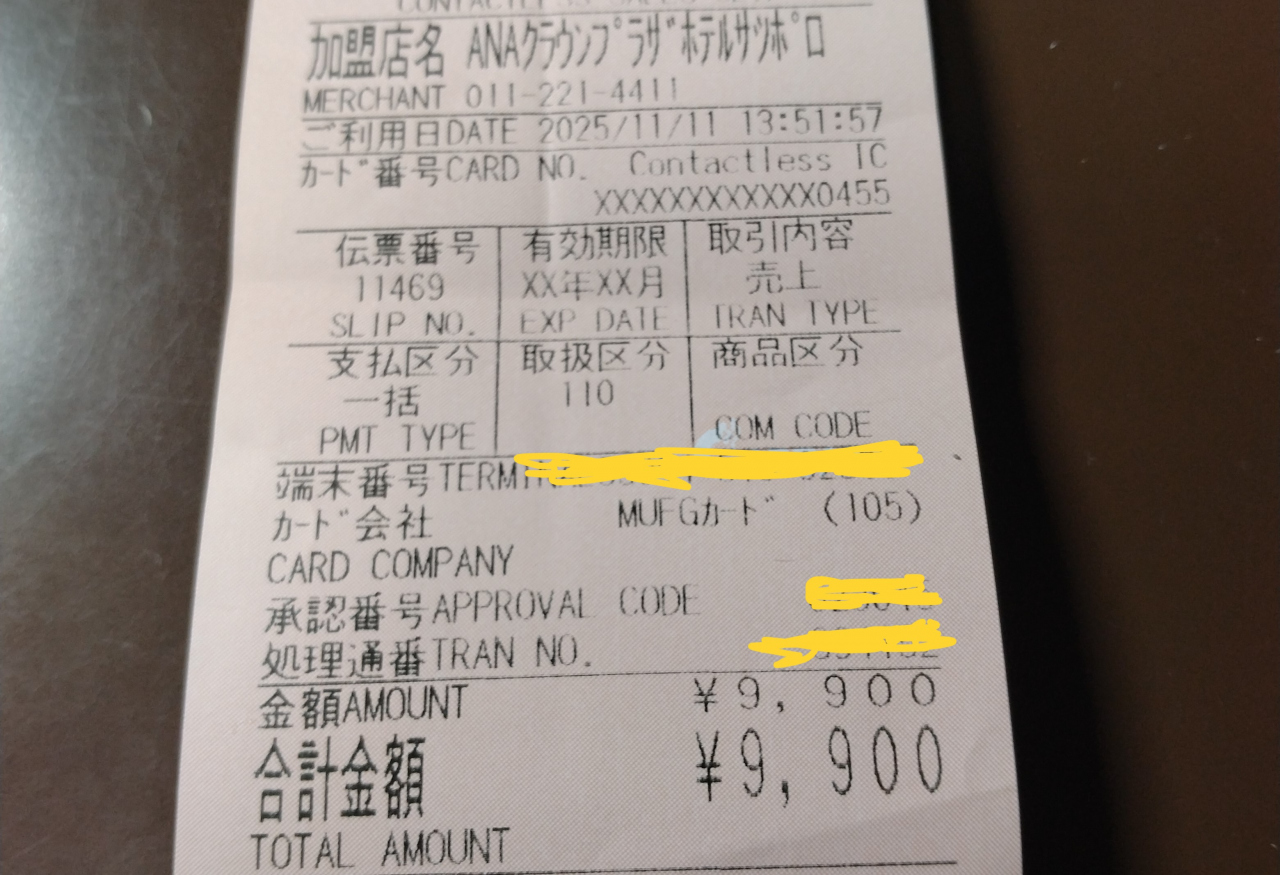 加盟店名 ANAクラウンプラザホテルサツポロ
MERCHANT 011-221-4411
ご利用日DATE 2025/11/11 13:51:57
カード番号CARD NO. Contactless IC
XXXXXXXXXXXX0455
伝票番号 有効期限 取引内容
11469 XX年XX月 売上
SLIP NO. EXP DATE TRAN TYPE
支払区分 取扱区分 商品区分
一括 110
PMT TYPE COM CODE
端末番号
カード会社 MUFGカード (105)
CARD COMPANY
承認番号APPROVAL CODE
処理通番TRAN NO.
金額AMOUNT ¥9,900
合計金額 ¥9,900
TOTAL AMOUNT